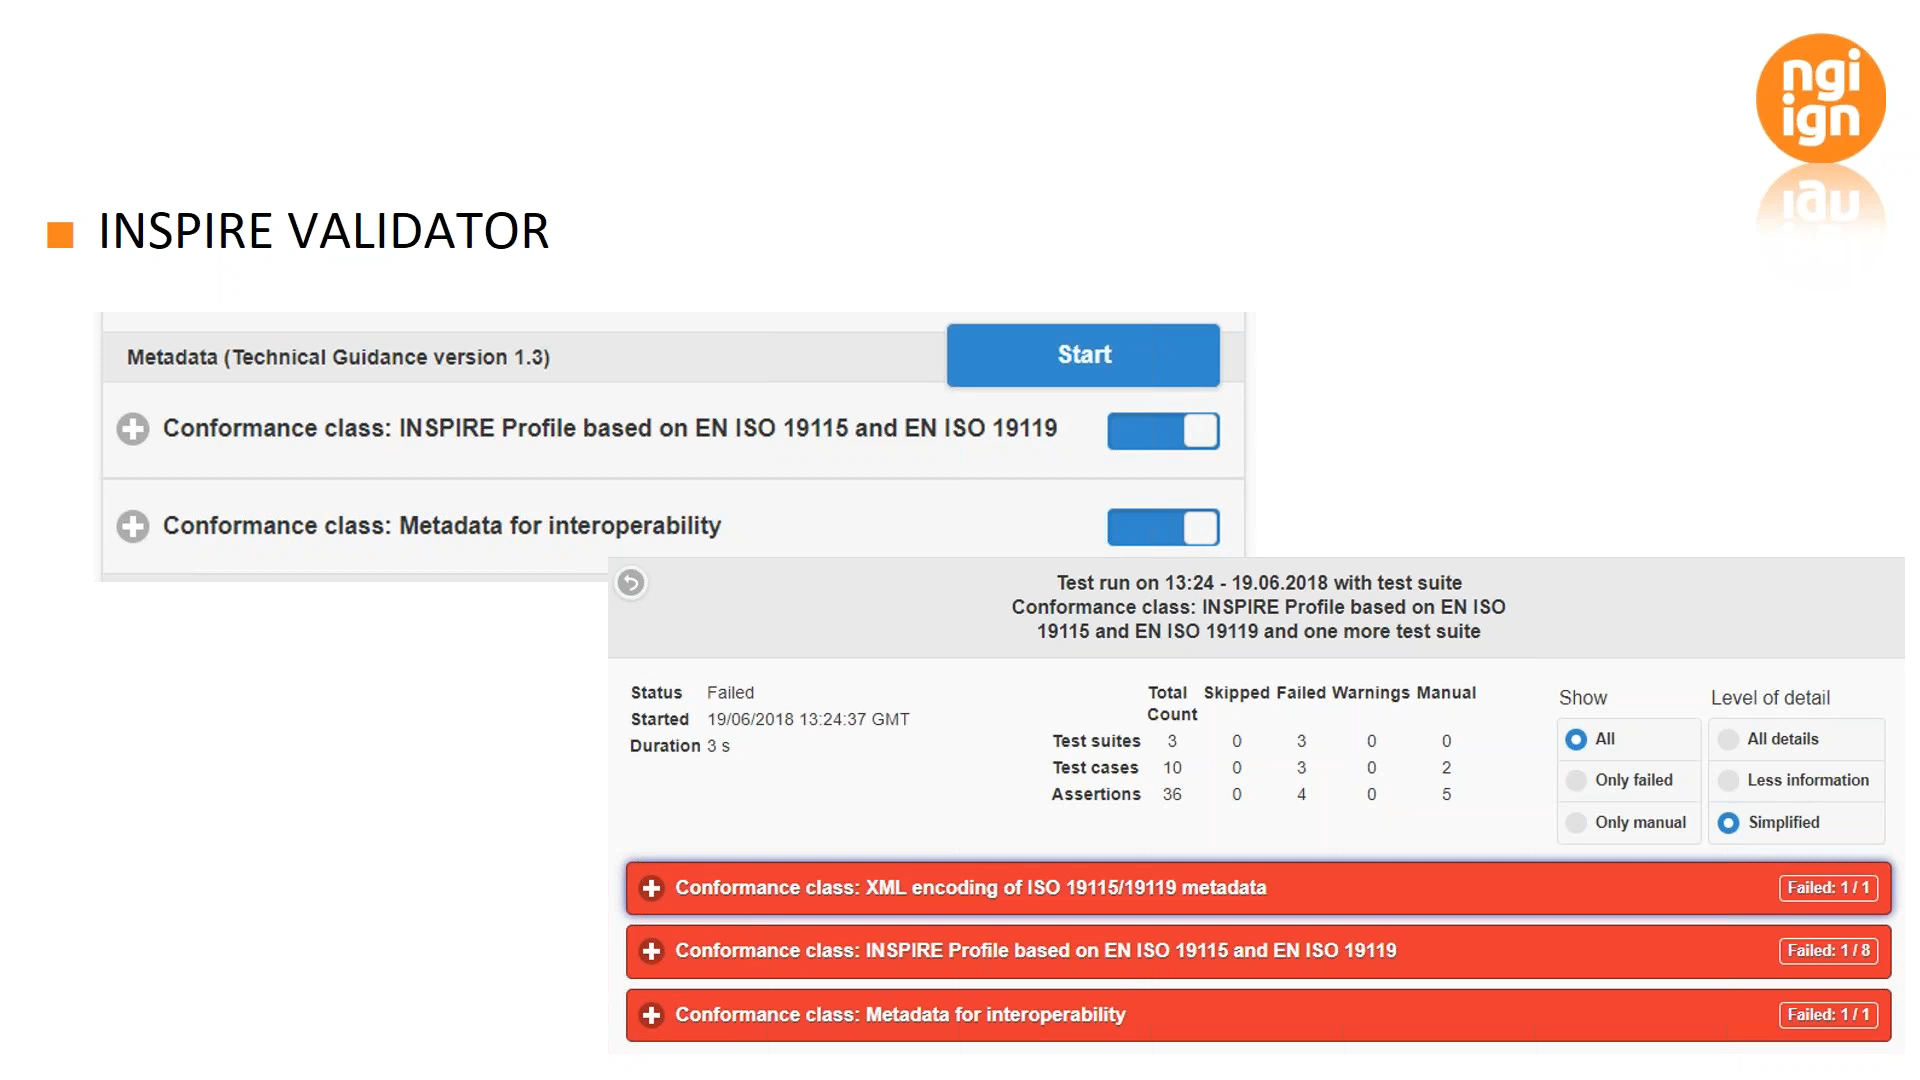 ngi
ign
INSPIRE VALIDATOR
Metadata (Technical Guidance version 1.3)
Start
Conformance class: INSPIRE Profile based on EN ISO 19115 and EN ISO 19119
Conformance class: Metadata for interoperability
Test run on 13:24 - 19.06.2018 with test suite
Conformance class: INSPIRE Profile based on EN ISO
19115 and EN ISO 19119 and one more test suite
Status Failed
Started 19/06/2018 13:24:37 GMT
Duration 3 s
Total Count Skipped Failed Warnings Manual
Test suites 3 0 3 0 0
Test cases 10 0 3 0 2
Assertions 36 0 4 0 5
Show
All
Only failed
Only manual
Level of detail
All details
Less information
Simplified
Conformance class: XML encoding of ISO 19115/19119 metadata Failed: 1 / 1
Conformance class: INSPIRE Profile based on EN ISO 19115 and EN ISO 19119 Failed: 1 / 8
Conformance class: Metadata for interoperability Failed: 1 / 1